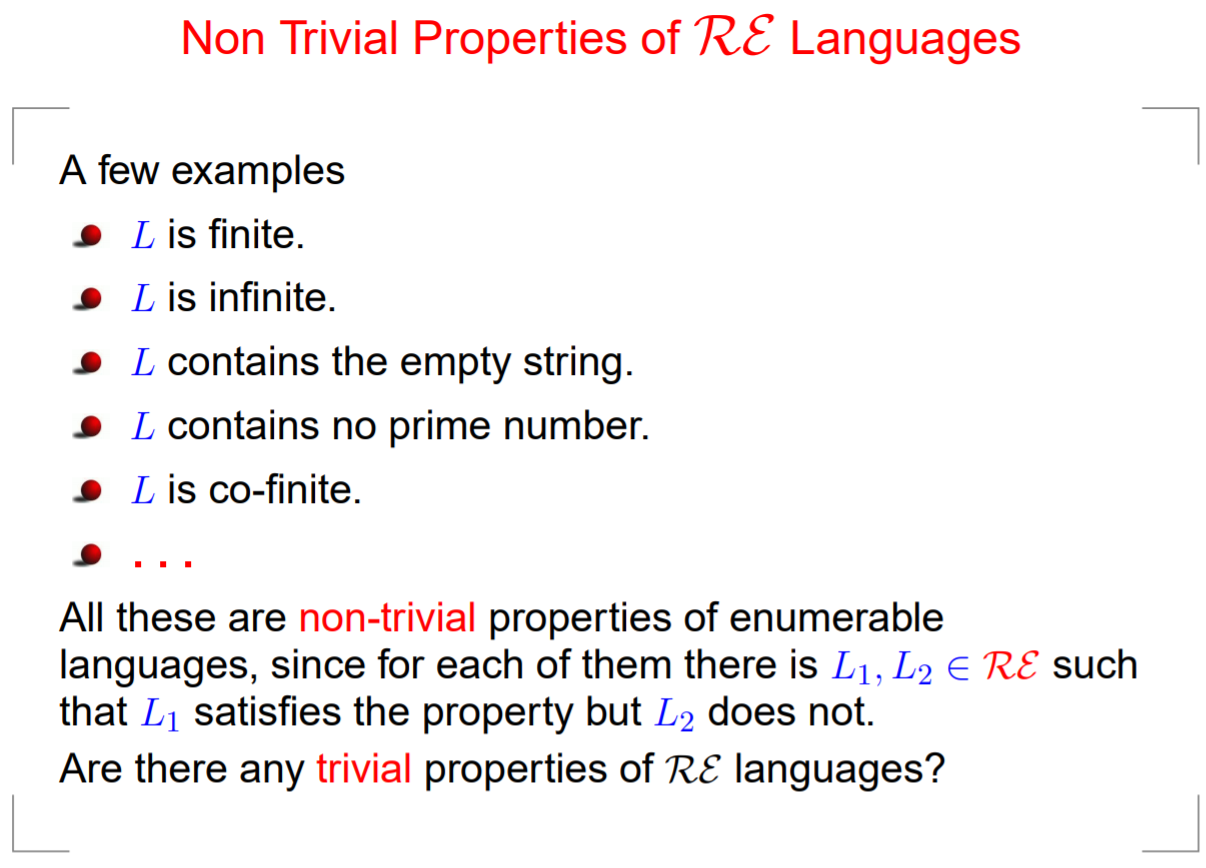 Non Trivial Properties of ℛℰ Languages
A few examples
L is finite.
L is infinite.
L contains the empty string.
L contains no prime number.
L is co-finite.
. . .
All these are non-trivial properties of enumerable
languages, since for each of them there is L₁, L₂ ∈ ℛℰ such
that L₁ satisfies the property but L₂ does not.
Are there any trivial properties of ℛℰ languages?